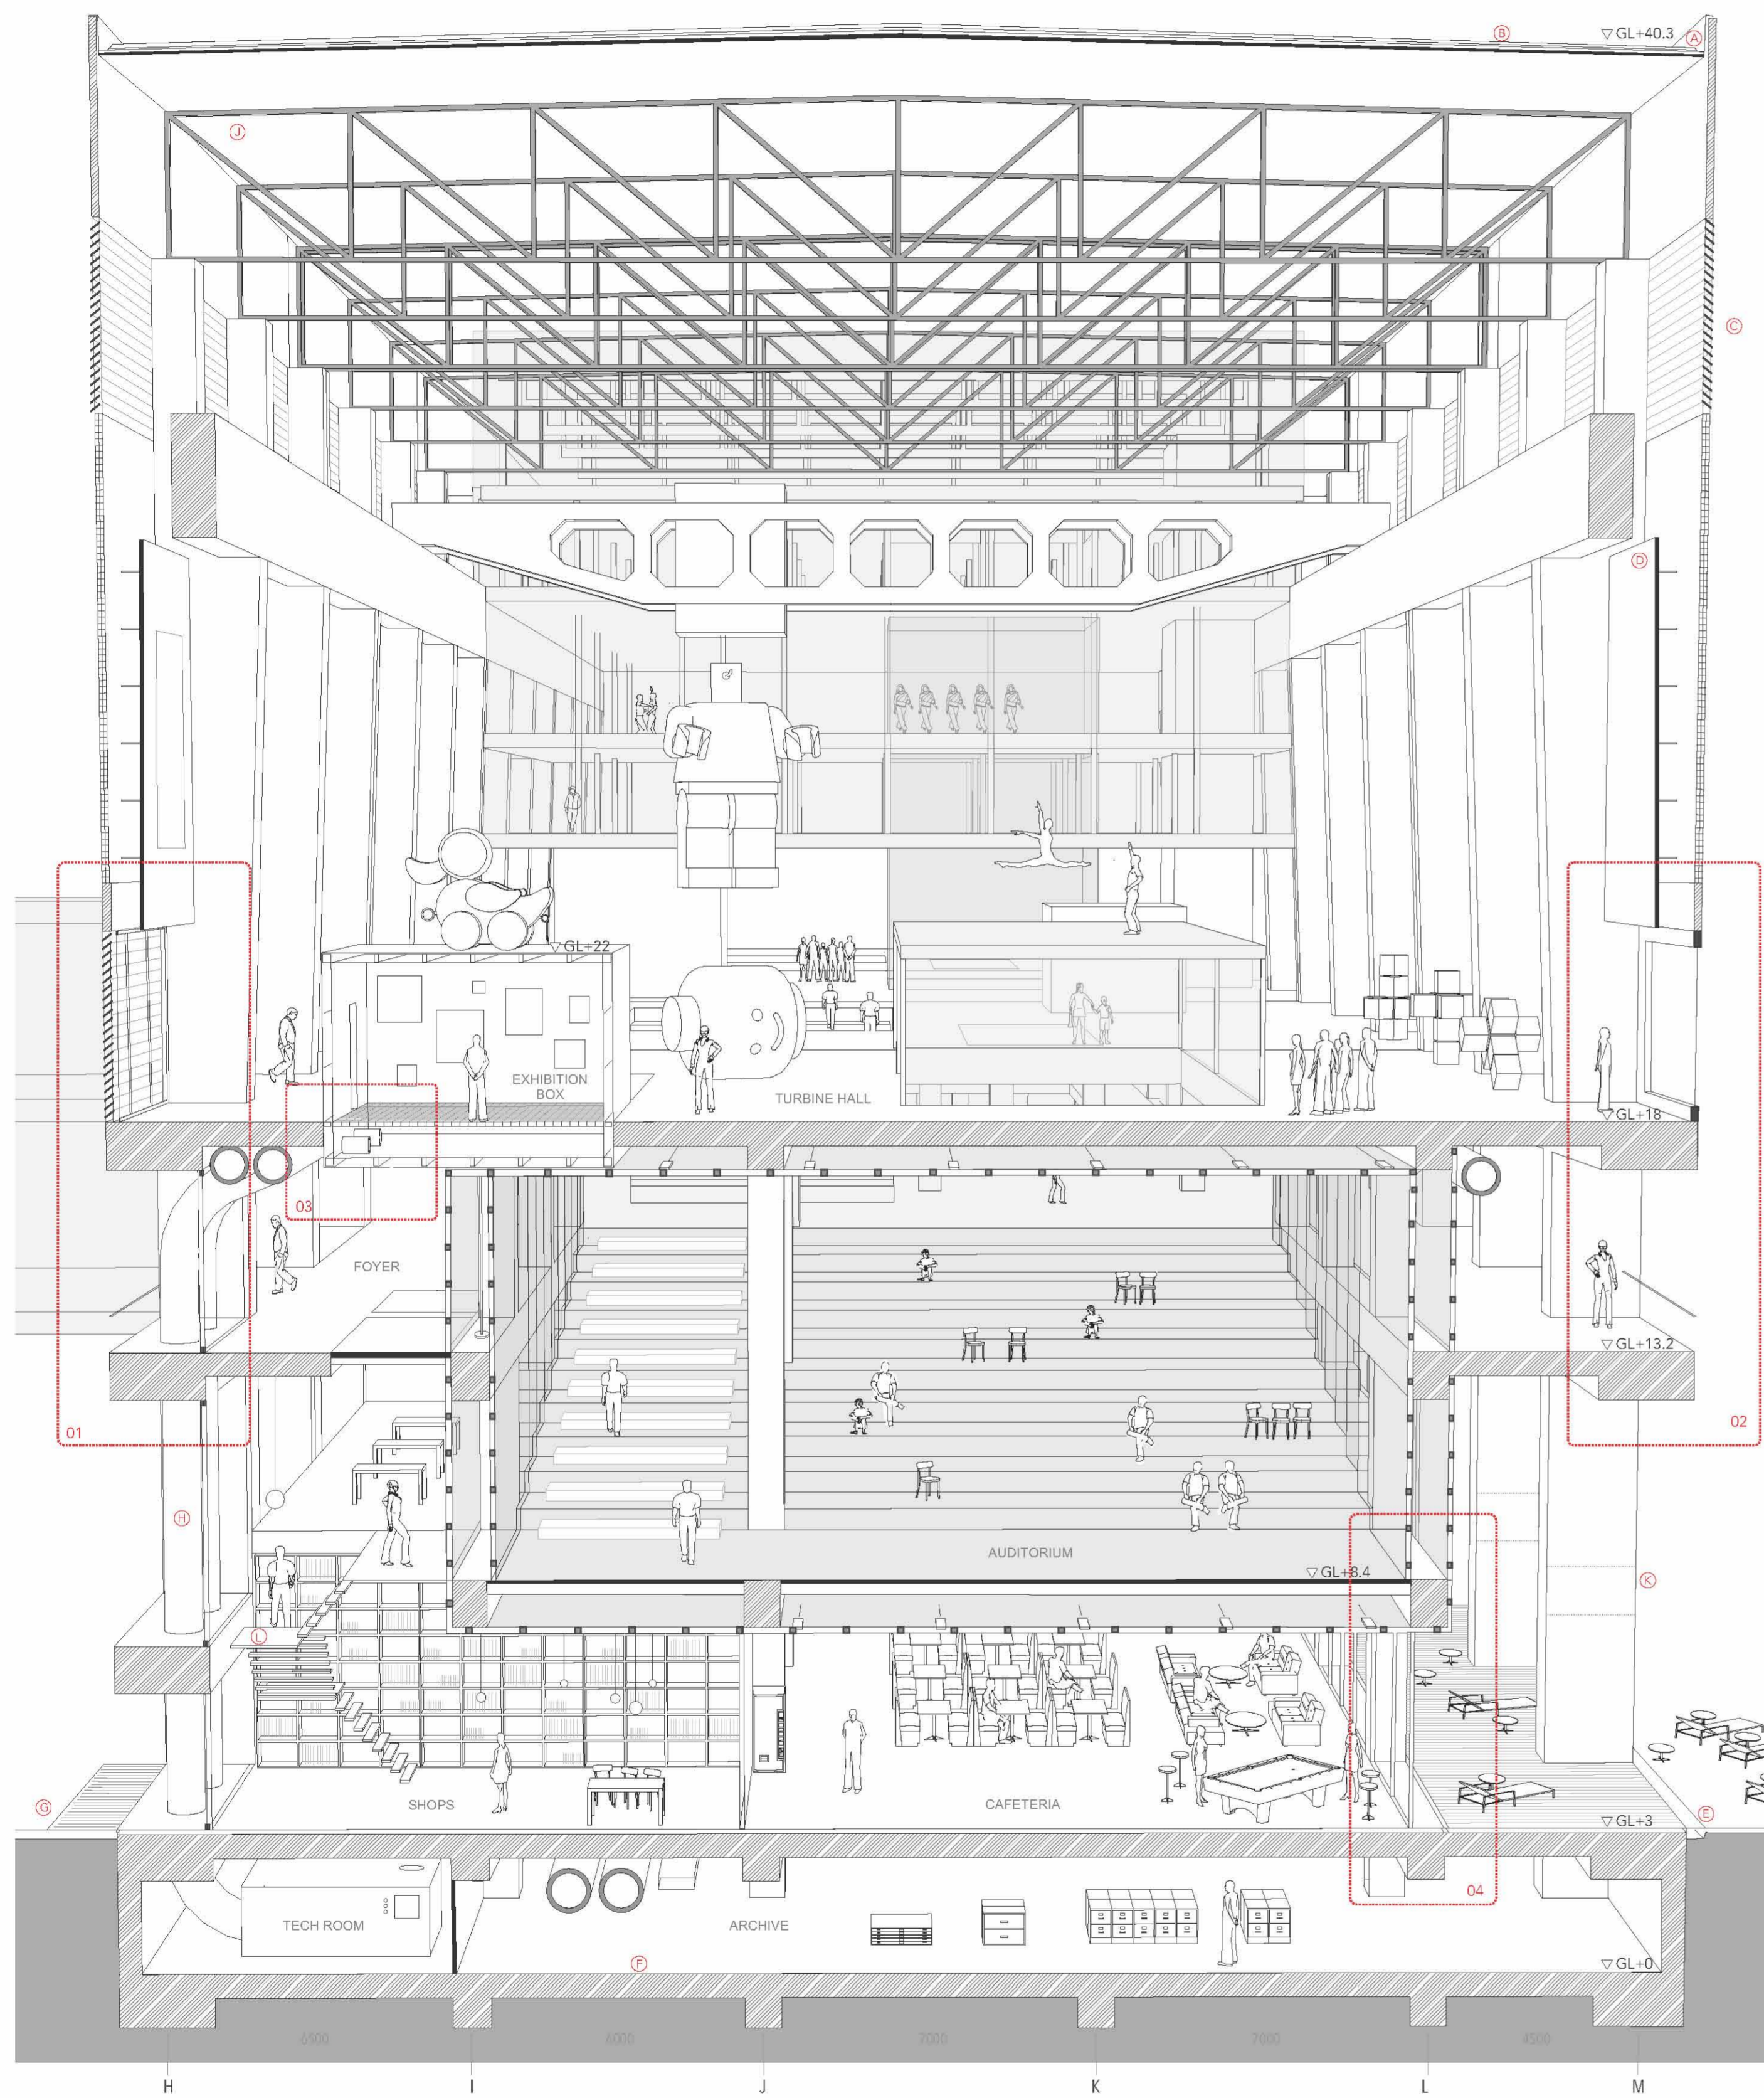 B
▽ GL+40.3
A
J
C
D
▽ GL+22
EXHIBITION
BOX
TURBINE HALL
▽ GL+18
03
FOYER
▽ GL+13.2
01
02
H
AUDITORIUM
▽ GL+8.4
K
L
G
SHOPS
CAFETERIA
▽ GL+3
E
04
TECH ROOM
ARCHIVE
F
▽ GL+0
6500 6000 7000 7000 4500
H I J K L M